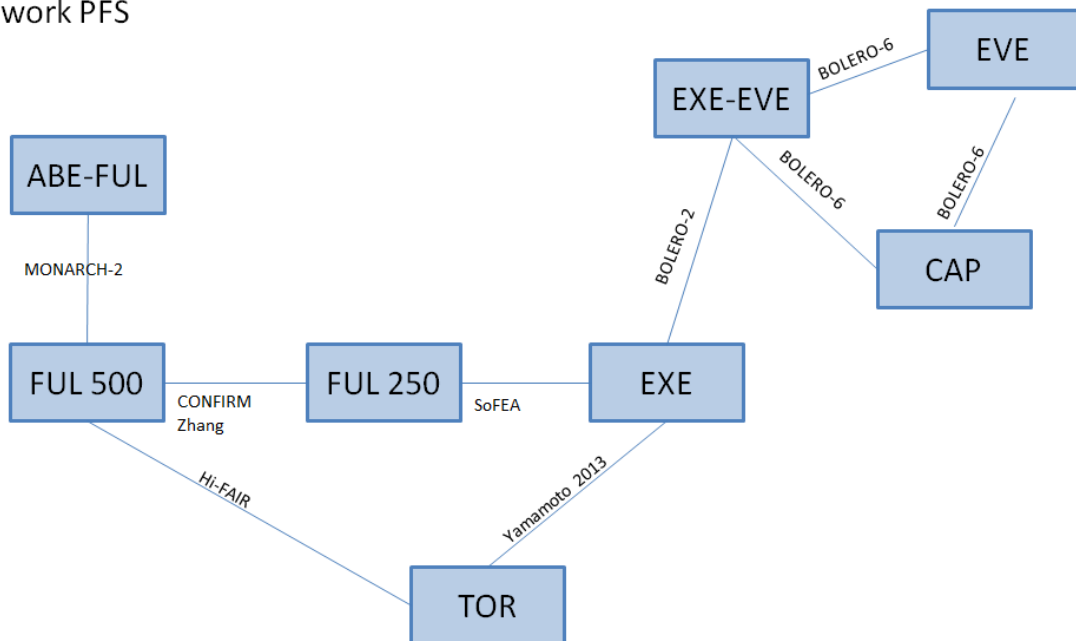 work PFS
EVE
BOLERO-6
EXE-EVE
BOLERO-6
BOLERO-6
ABE-FUL
BOLERO-2
CAP
MONARCH-2
FUL 500
FUL 250
EXE
CONFIRM
Zhang
SoFEA
Hi-FAIR
Yamamoto 2013
TOR